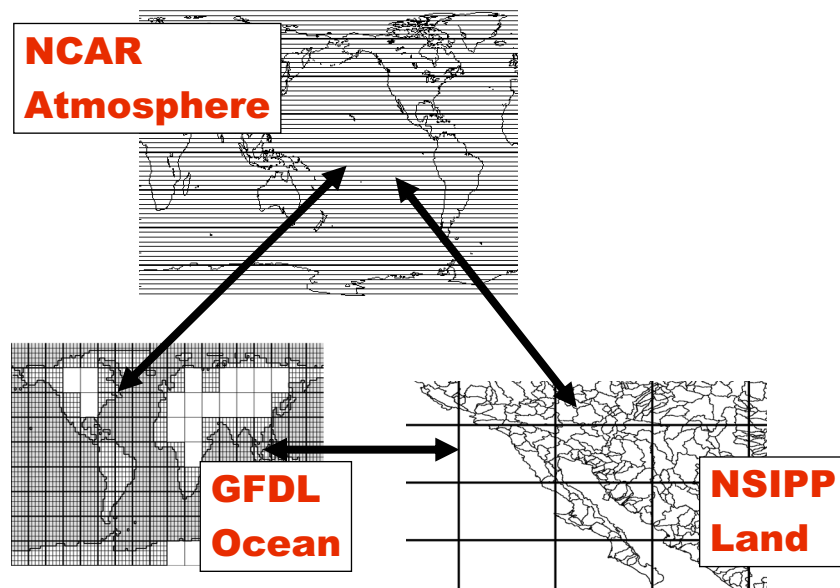 NCAR
Atmosphere
GFDL
Ocean
NSIPP
Land